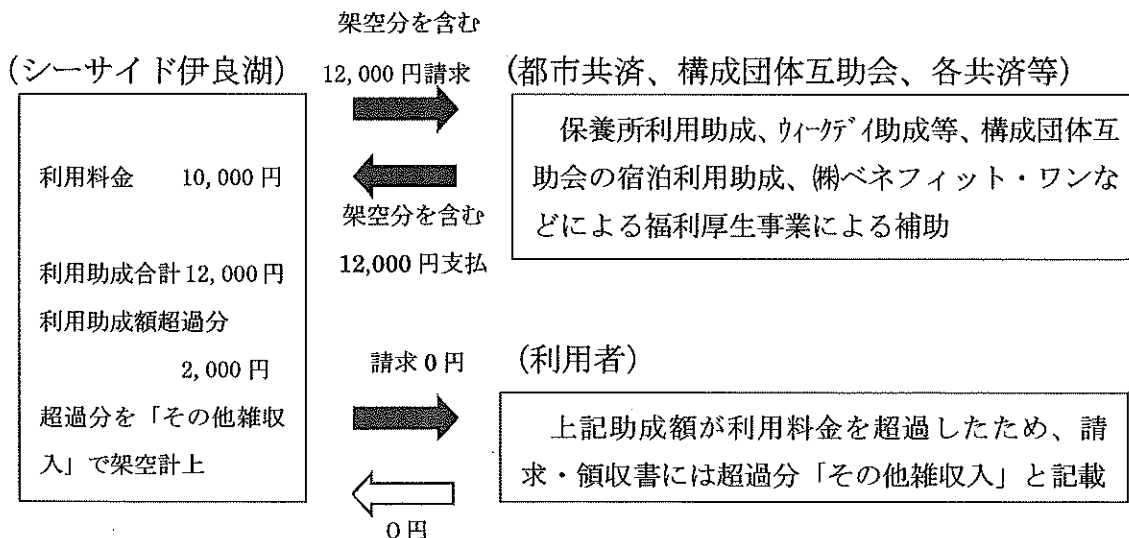 架空分を含む
(シーサイド伊良湖)
12,000円請求
(都市共済、構成団体互助会、各共済等)
利用料金 10,000円
利用助成合計12,000円
利用助成額超過分
2,000円
超過分を「その他雑収
入」で架空計上
架空分を含む
12,000円支払
保養所利用助成、ｳｨｰｸﾃﾞｲ助成等、構成団体互
助会の宿泊利用助成、㈱ベネフィット・ワンな
どによる福利厚生事業による補助
請求0円
(利用者)
上記助成額が利用料金を超過したため、請
求・領収書には超過分「その他雑収入」と記載
0円